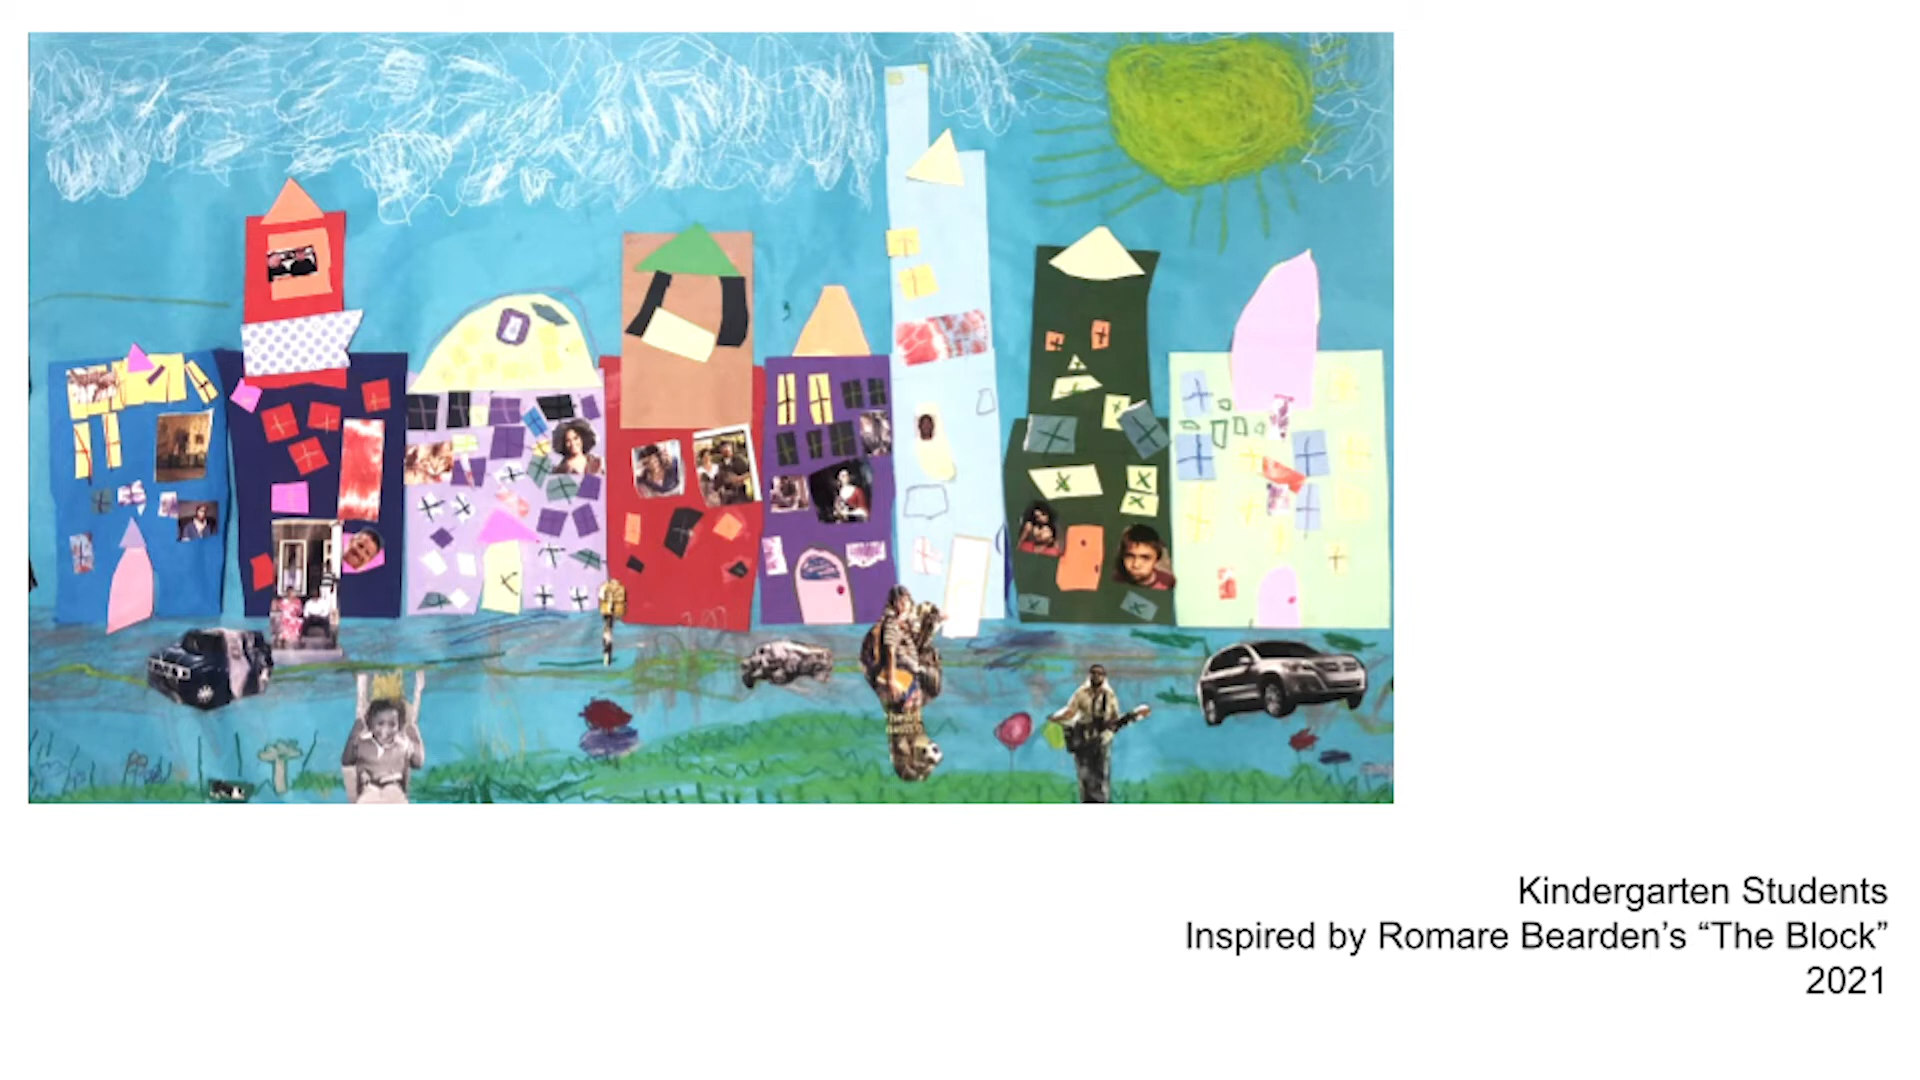 Kindergarten Students
Inspired by Romare Bearden’s “The Block”
2021